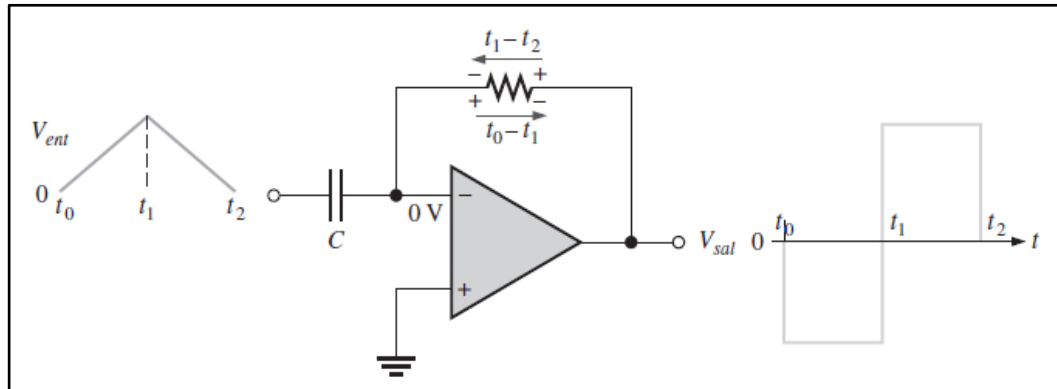 t₁ – t₂
– +
+ –
t₀ – t₁
V_ent
0
t₀ t₁ t₂
C
0 V
–
+
V_sal
0
t₀ t₁ t₂ t